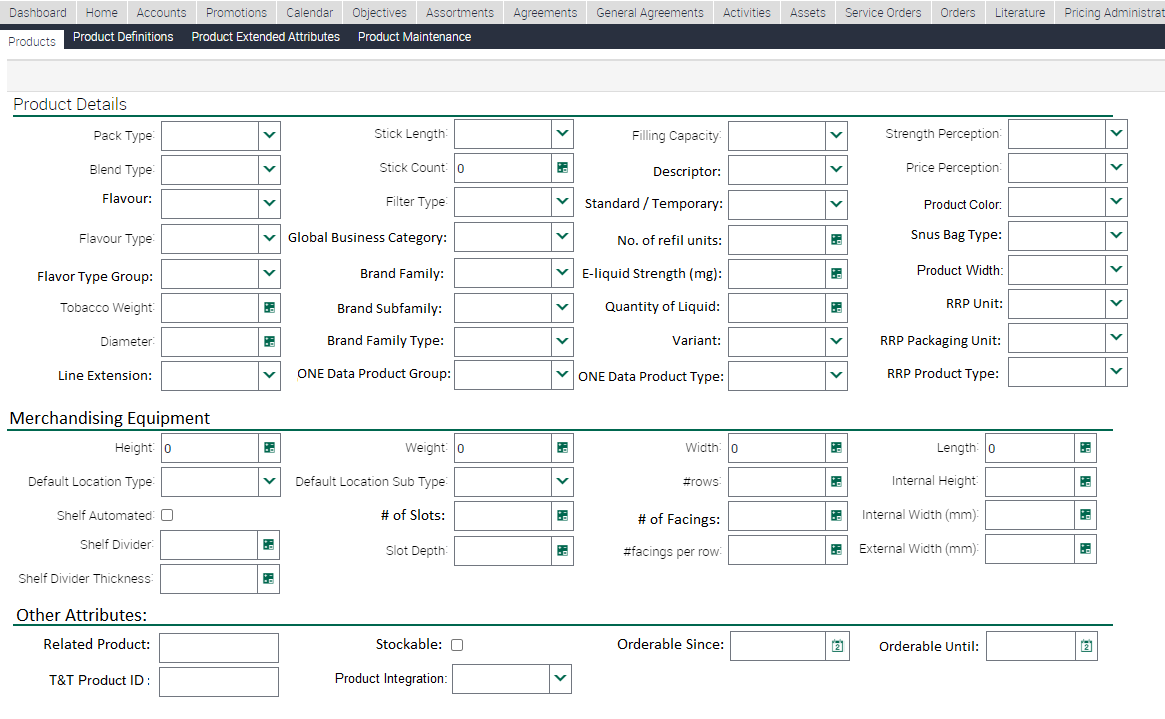 Dashboard Home Accounts Promotions Calendar Objectives Assortments Agreements General Agreements Activities Assets Service Orders Orders Literature Pricing Administrat
Products Product Definitions Product Extended Attributes Product Maintenance
Product Details
Pack Type: Stick Length: Filling Capacity: Strength Perception:
Blend Type: Stick Count: 0 Descriptor: Price Perception:
Flavour: Filter Type: Standard / Temporary: Product Color:
Flavour Type: Global Business Category: No. of refil units: Snus Bag Type:
Flavor Type Group: Brand Family: E-liquid Strength (mg): Product Width:
Tobacco Weight: Brand Subfamily: Quantity of Liquid: RRP Unit:
Diameter: Brand Family Type: Variant: RRP Packaging Unit:
Line Extension: ONE Data Product Group: ONE Data Product Type: RRP Product Type:
Merchandising Equipment
Height: 0 Weight: 0 Width: 0 Length: 0
Default Location Type: Default Location Sub Type: #rows: Internal Height:
Shelf Automated: # of Slots: # of Facings: Internal Width (mm):
Shelf Divider: Slot Depth: #facings per row: External Width (mm):
Shelf Divider Thickness:
Other Attributes:
Related Product: Stockable: Orderable Since: 2 Orderable Until: 2
T&T Product ID : Product Integration: